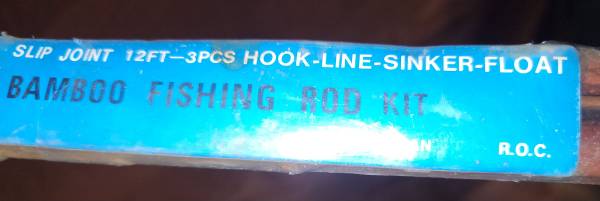 SLIP JOINT 12FT—3PCS HOOK-LINE-SINKER-FLOAT
BAMBOO FISHING ROD KIT
R.O.C.